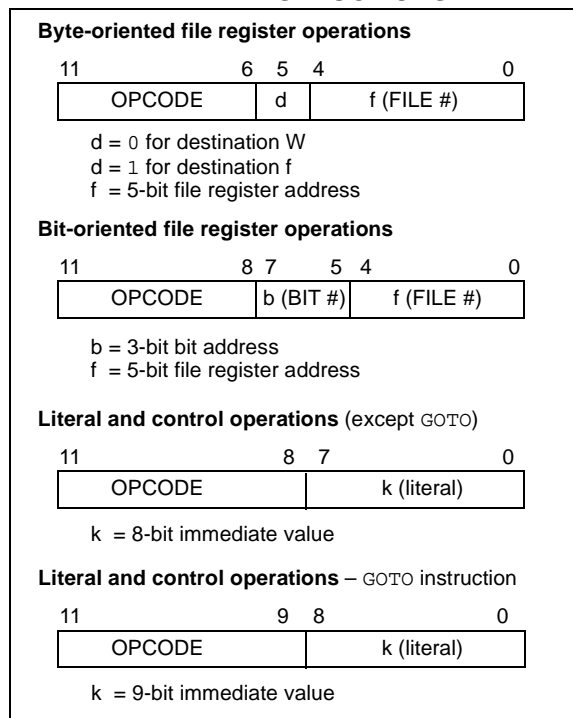 Byte-oriented file register operations
11 6 5 4 0
OPCODE d f (FILE #)
d = 0 for destination W
d = 1 for destination f
f = 5-bit file register address
Bit-oriented file register operations
11 8 7 5 4 0
OPCODE b (BIT #) f (FILE #)
b = 3-bit bit address
f = 5-bit file register address
Literal and control operations (except GOTO)
11 8 7 0
OPCODE k (literal)
k = 8-bit immediate value
Literal and control operations – GOTO instruction
11 9 8 0
OPCODE k (literal)
k = 9-bit immediate value